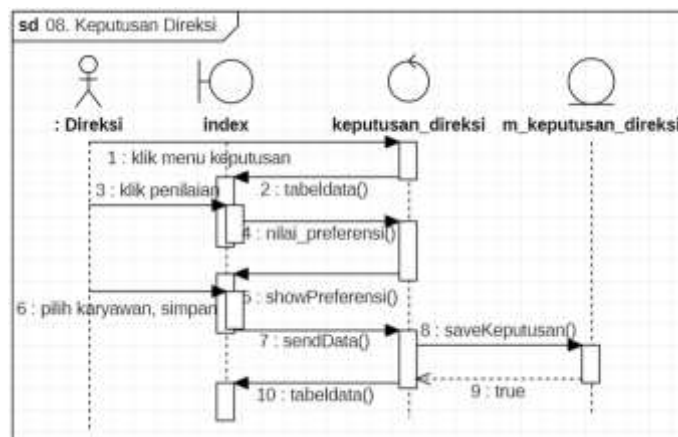 sd 08. Keputusan Direksi
: Direksi
index
keputusan_direksi
m_keputusan_direksi
1 : klik menu keputusan
2 : tabeldata()
3 : klik penilaian
4 : nilai_preferensi()
5 : showPreferensi()
6 : pilih karyawan, simpan
7 : sendData()
8 : saveKeputusan()
9 : true
10 : tabeldata()